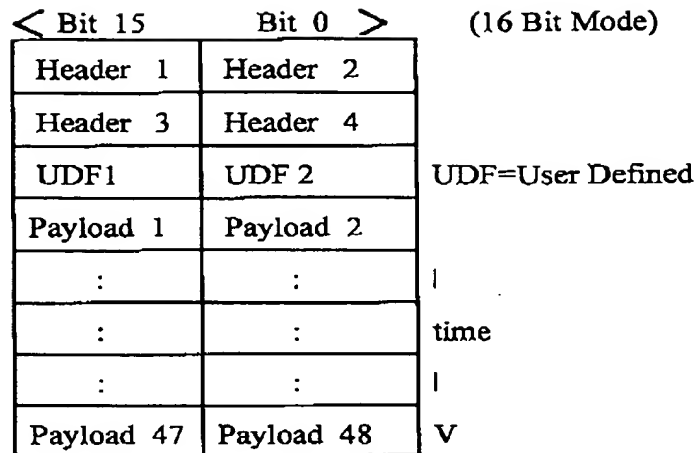 < Bit 15 Bit 0 > (16 Bit Mode)
Header 1 Header 2
Header 3 Header 4
UDF1 UDF 2 UDF=User Defined
Payload 1 Payload 2
: : |
: : time
: : |
Payload 47 Payload 48 V